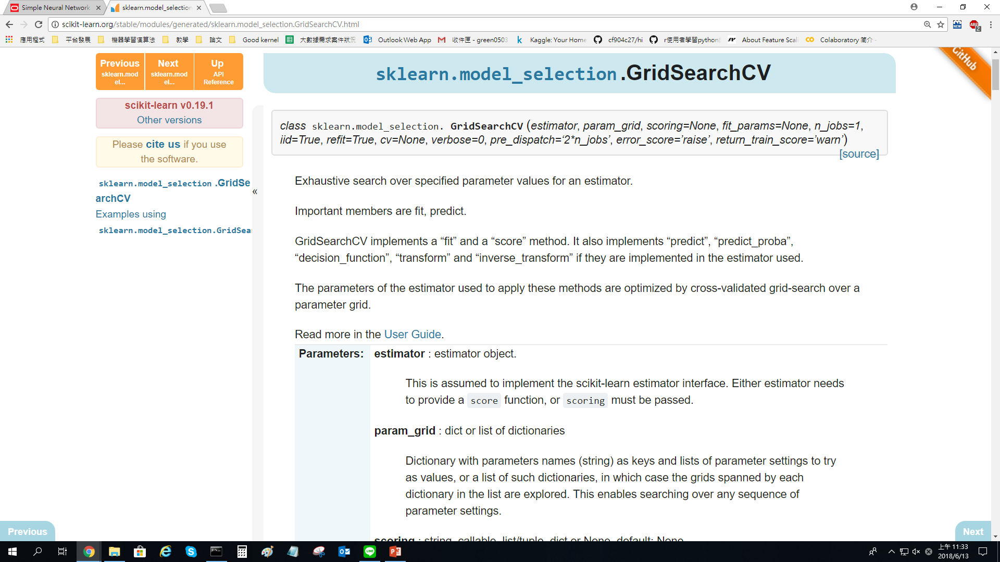 Simple Neural Network
sklearn.model_selection
scikit-learn.org/stable/modules/generated/sklearn.model_selection.GridSearchCV.html
NEW
ABP
2
應用程式
平台發展
機器學習演算法
教學
論文
Good kernel
大數據需求案件狀況
Outlook Web App
收件匣 - green0503
Kaggle: Your Home
cf904c27/hi
r使用者學習python
About Feature Scali
Colaboratory 简介 -
Previous
sklearn.mod
el...
Next
sklearn.mod
el...
Up
API
Reference
scikit-learn v0.19.1
Other versions
Please cite us if you use
the software.
sklearn.model_selection .GridSe
archCV
Examples using
sklearn.model_selection.GridSear
«
GitHub
sklearn.model_selection.GridSearchCV
class sklearn.model_selection. GridSearchCV (estimator, param_grid, scoring=None, fit_params=None, n_jobs=1,
iid=True, refit=True, cv=None, verbose=0, pre_dispatch=‘2*n_jobs’, error_score=’raise’, return_train_score=’warn’)
[source]
Exhaustive search over specified parameter values for an estimator.
Important members are fit, predict.
GridSearchCV implements a “fit” and a “score” method. It also implements “predict”, “predict_proba”,
“decision_function”, “transform” and “inverse_transform” if they are implemented in the estimator used.
The parameters of the estimator used to apply these methods are optimized by cross-validated grid-search over a
parameter grid.
Read more in the User Guide.
Parameters:
estimator : estimator object.
This is assumed to implement the scikit-learn estimator interface. Either estimator needs
to provide a score function, or scoring must be passed.
param_grid : dict or list of dictionaries
Dictionary with parameters names (string) as keys and lists of parameter settings to try
as values, or a list of such dictionaries, in which case the grids spanned by each
dictionary in the list are explored. This enables searching over any sequence of
parameter settings.
scoring : string, callable, list/tuple, dict or None, default: None
Previous
Next
上午 11:33
2018/6/13